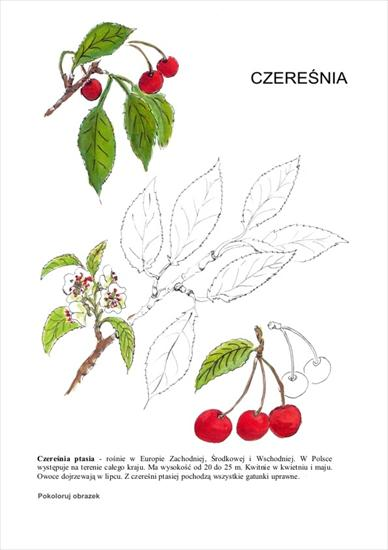 CZEREŚNIA
Czereśnia ptasia - rośnie w Europie Zachodniej, Środkowej i Wschodniej. W Polsce
występuje na terenie całego kraju. Ma wysokość od 20 do 25 m. Kwitnie w kwietniu i maju.
Owoce dojrzewają w lipcu. Z czereśni ptasiej pochodzą wszystkie gatunki uprawne.
Pokoloruj obrazek